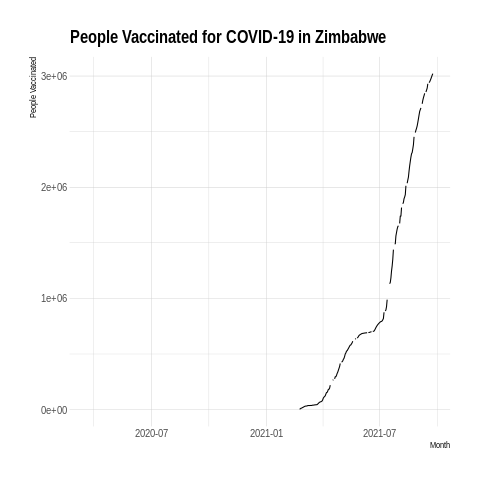 People Vaccinated for COVID-19 in Zimbabwe
People Vaccinated
3e+06
2e+06
1e+06
0e+00
2020-07 2021-01 2021-07
Month